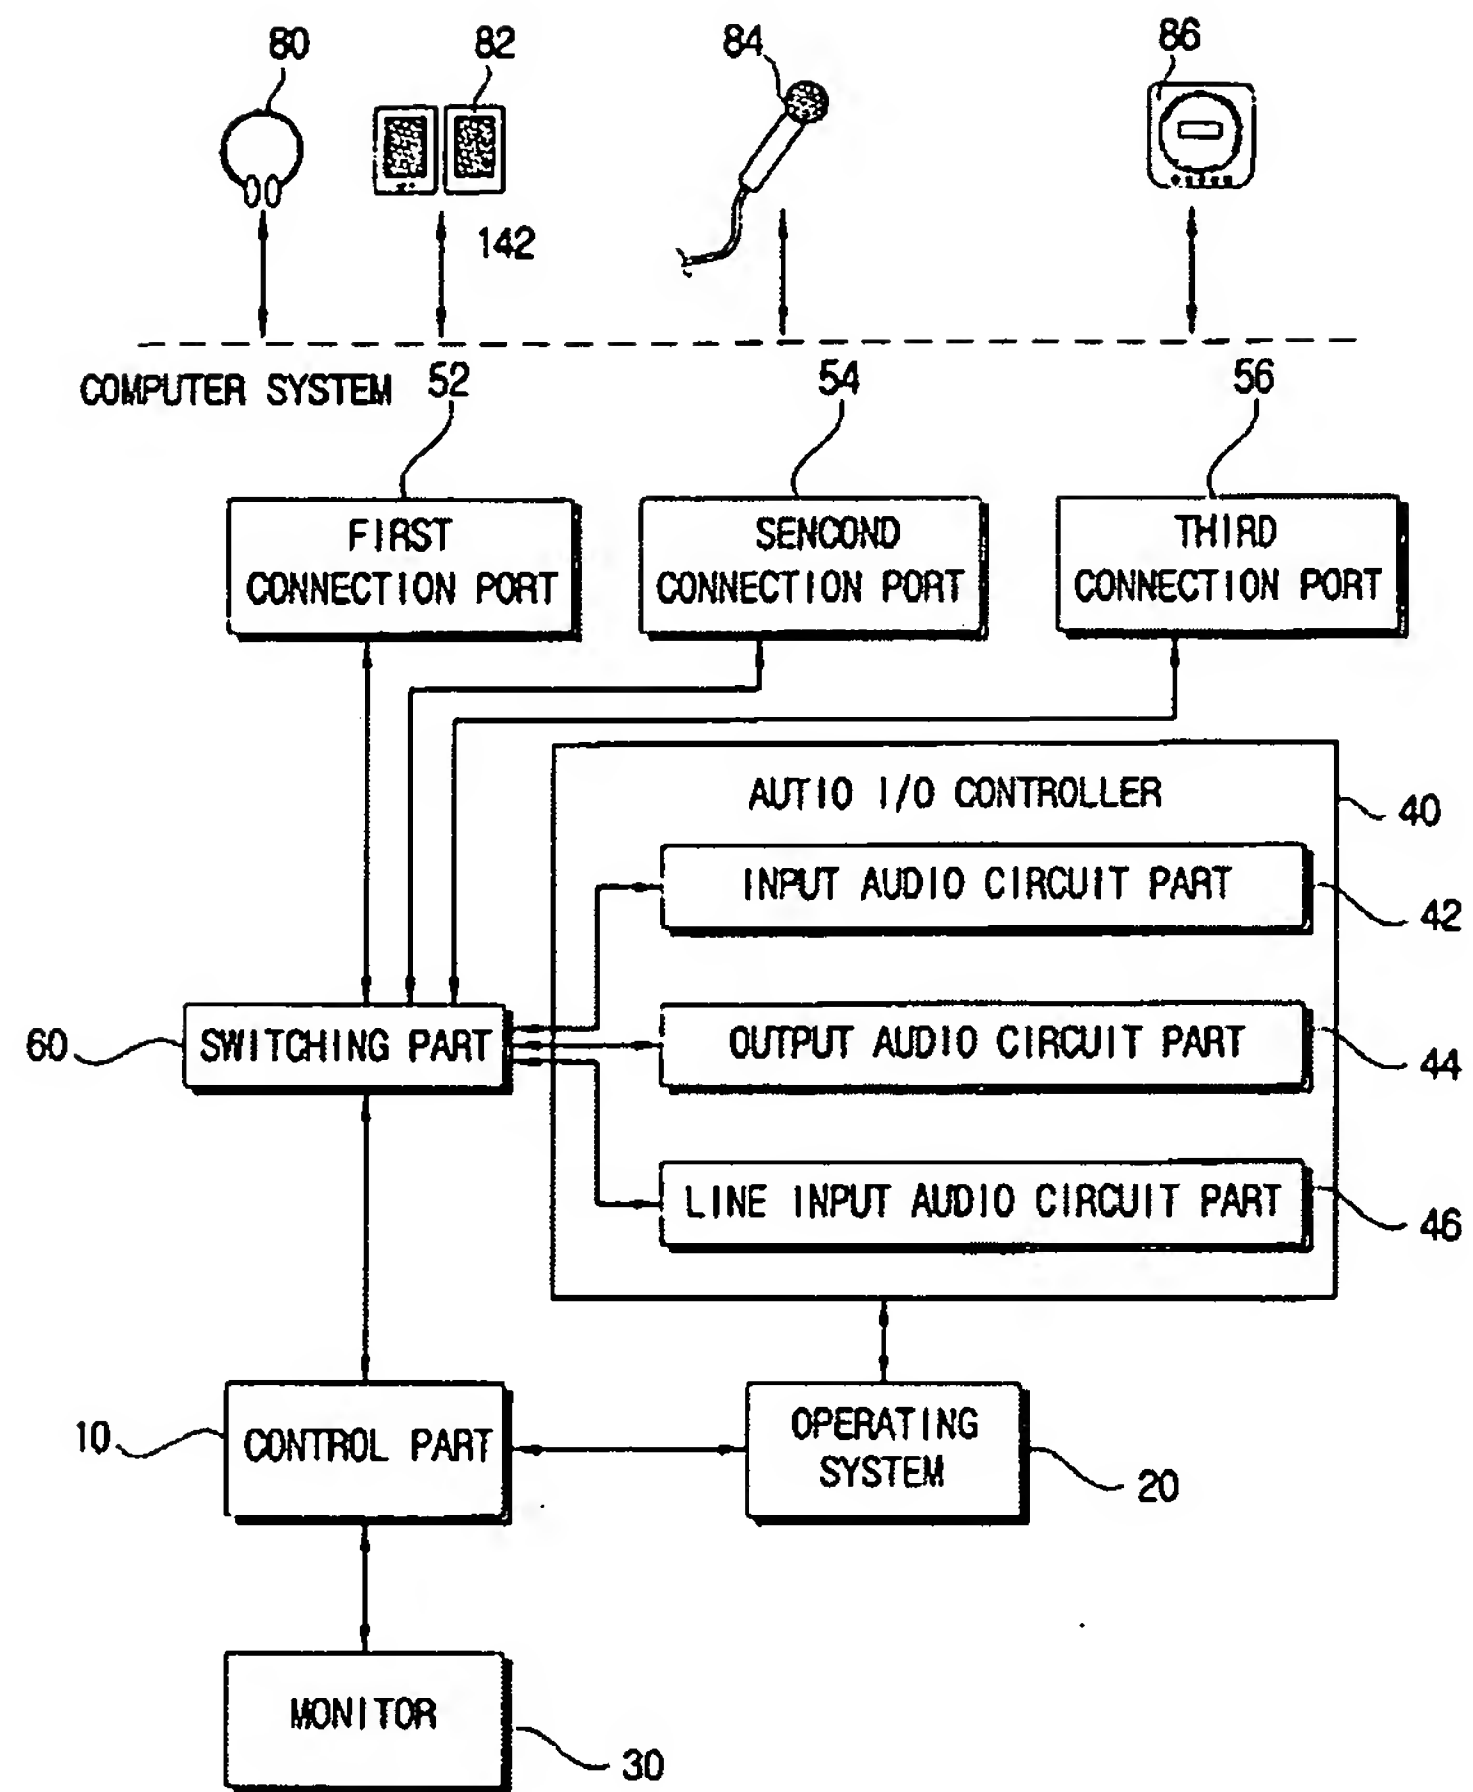 80
82
84
86
142
COMPUTER SYSTEM
52
54
56
FIRST
CONNECTION PORT
SENCOND
CONNECTION PORT
THIRD
CONNECTION PORT
AUTIO I/O CONTROLLER
40
INPUT AUDIO CIRCUIT PART
42
60
SWITCHING PART
OUTPUT AUDIO CIRCUIT PART
44
LINE INPUT AUDIO CIRCUIT PART
46
10
CONTROL PART
OPERATING
SYSTEM
20
MONITOR
30